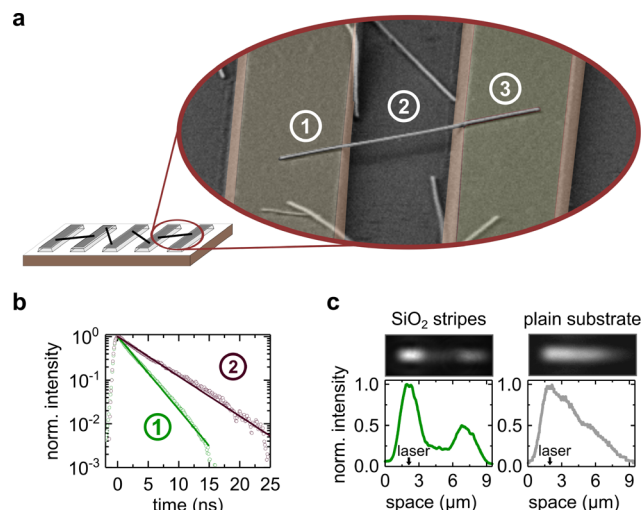 a
1
2
3
b
norm. intensity
10⁰
10⁻¹
10⁻²
10⁻³
2
1
0 5 10 15 20 25
time (ns)
c
SiO₂ stripes
plain substrate
norm. intensity
1.0
0.5
0.0
laser
0 3 6 9
space (µm)
1.0
0.5
0.0
laser
0 3 6 9
space (µm)